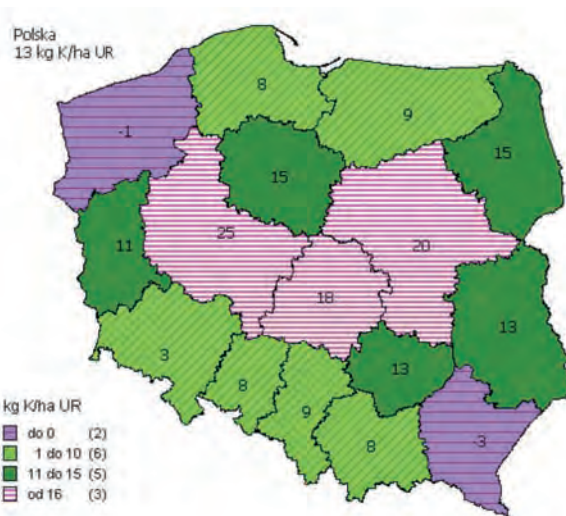 Polska
13 kg K/ha UR
8
9
-1
15
15
11
25
20
18
13
3
13
8
9
8
-3
kg K/ha UR
do 0 (2)
1 do 10 (6)
11 do 15 (5)
od 16 (3)